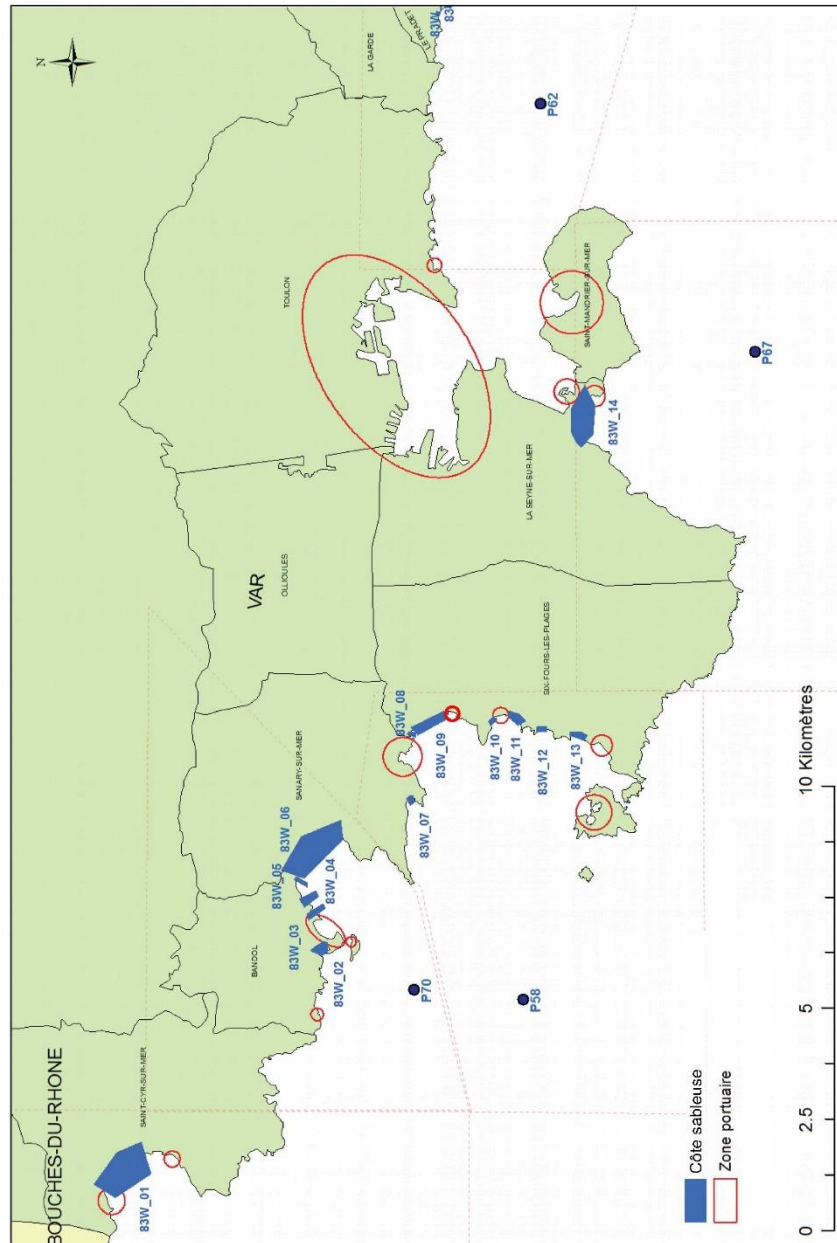 N
BOUCHES-DU-RHONE
VAR
SAINT-CYR-SUR-MER
BANDOL
SANARY-SUR-MER
OLLIOULES
TOULON
LA GARDE
LE PRADET
SIX-FOURS-LES-PLAGES
LA SEYNE-SUR-MER
SAINT-MANDRIER-SUR-MER
83W_01
83W_02
83W_03
83W_04
83W_05
83W_06
83W_07
83W_08
83W_09
83W_10
83W_11
83W_12
83W_13
83W_14
83W
P70
P58
P67
P62
Côte sableuse
Zone portuaire
0 2.5 5 10 Kilomètres